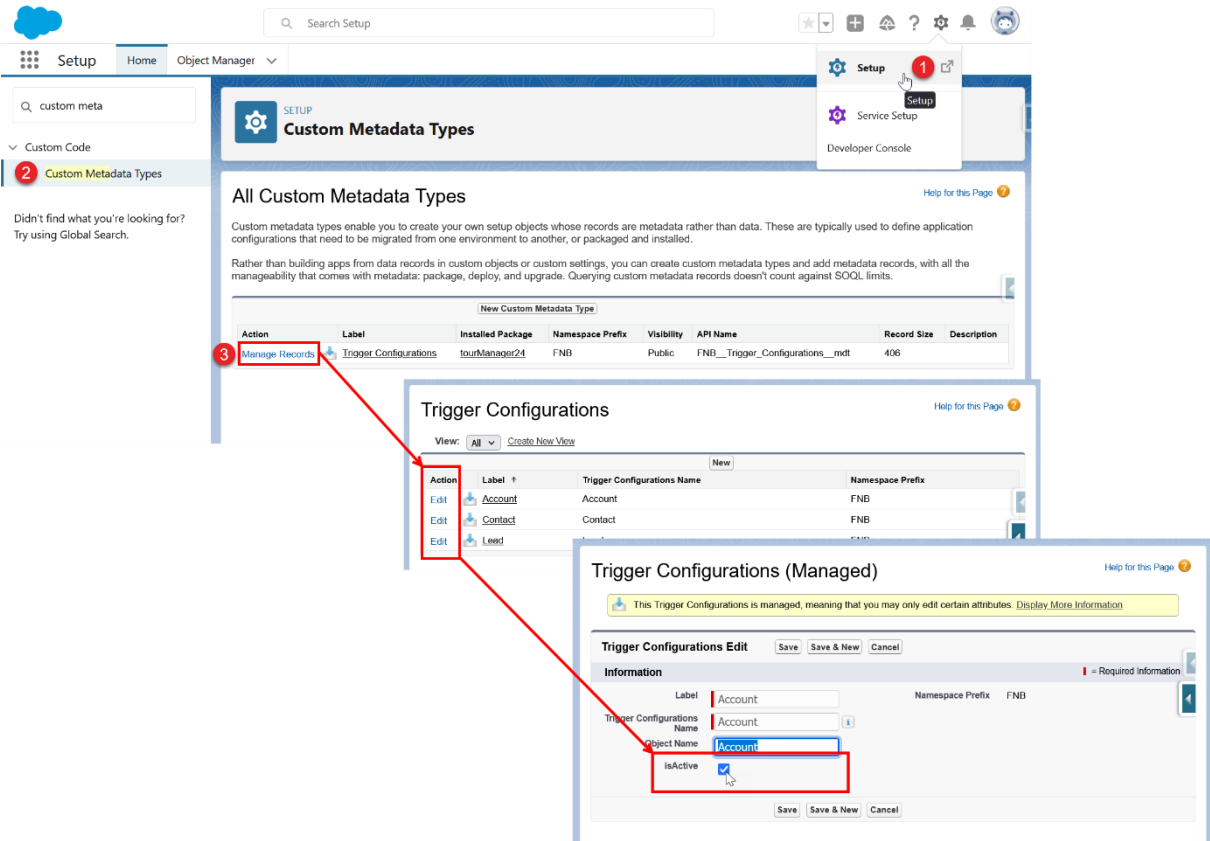 Search Setup
Setup
Home
Object Manager
Setup
1
Setup
Service Setup
Developer Console
custom meta
Custom Code
2
Custom Metadata Types
Didn't find what you're looking for?
Try using Global Search.
SETUP
Custom Metadata Types
All Custom Metadata Types
Help for this Page
Custom metadata types enable you to create your own setup objects whose records are metadata rather than data. These are typically used to define application
configurations that need to be migrated from one environment to another, or packaged and installed.
Rather than building apps from data records in custom objects or custom settings, you can create custom metadata types and add metadata records, with all the
manageability that comes with metadata: package, deploy, and upgrade. Querying custom metadata records doesn't count against SOQL limits.
New Custom Metadata Type
Action Label Installed Package Namespace Prefix Visibility API Name Record Size Description
3 Manage Records Trigger Configurations tourManager24 FNB Public FNB__Trigger_Configurations__mdt 406
Trigger Configurations
Help for this Page
View: All Create New View
New
Action Label ↑ Trigger Configurations Name Namespace Prefix
Edit Account Account FNB
Edit Contact Contact FNB
Edit Lead
Trigger Configurations (Managed)
Help for this Page
This Trigger Configurations is managed, meaning that you may only edit certain attributes. Display More Information
Trigger Configurations Edit Save Save & New Cancel
Information
= Required Information
Label Account
Namespace Prefix FNB
Trigger Configurations
Name Account
Object Name Account
isActive
Save Save & New Cancel